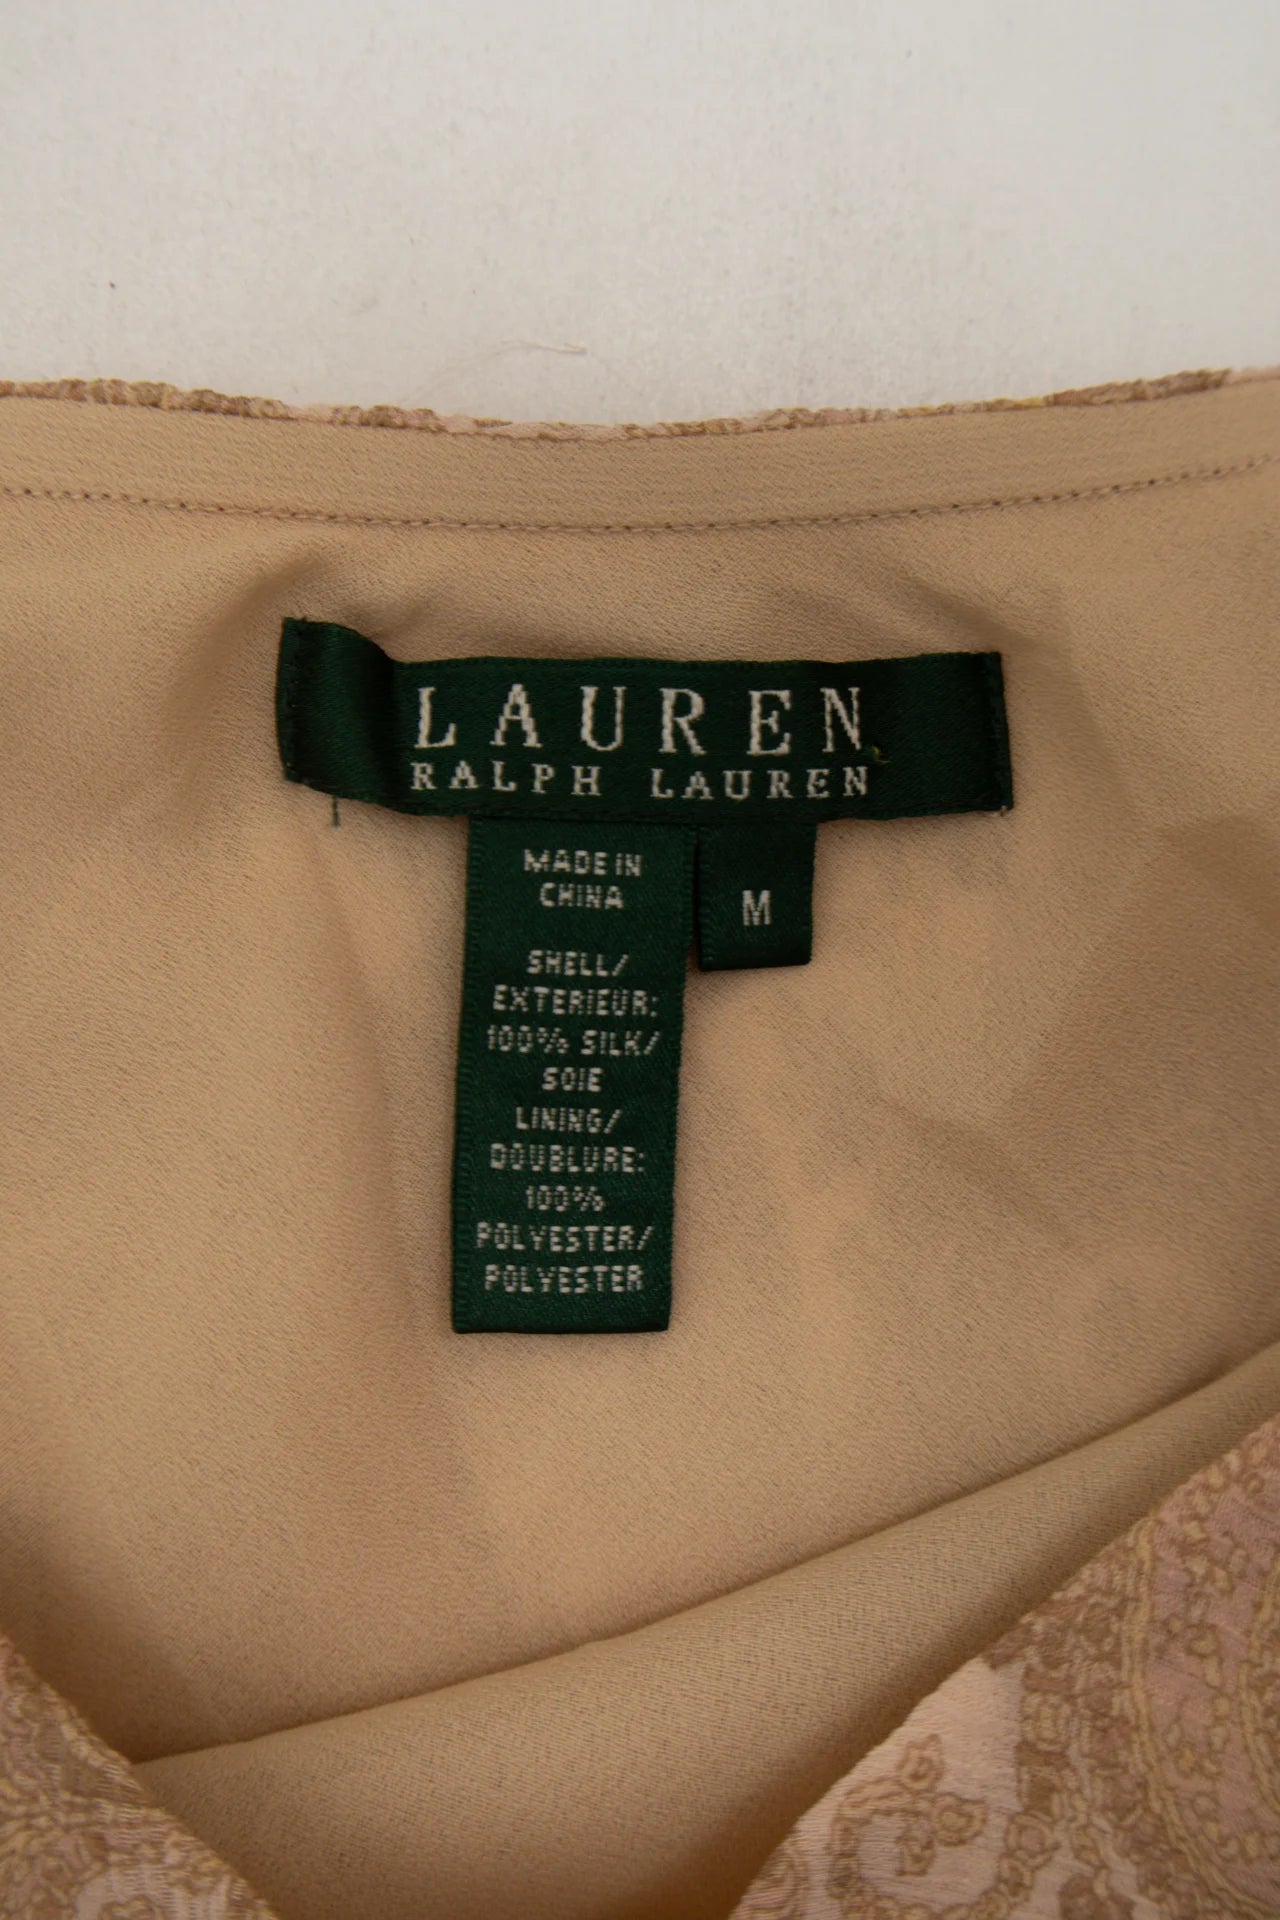 LAUREN
RALPH LAUREN
MADE IN
CHINA
M
SHELL/
EXTERIEUR:
100% SILK/
SOIE
LINING/
DOUBLURE:
100%
POLYESTER/
POLYESTER